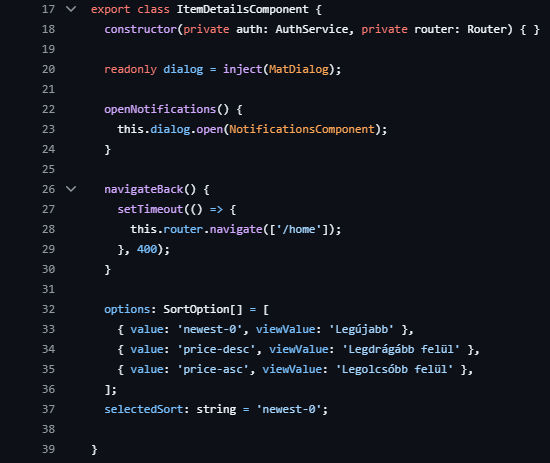 17 export class ItemDetailsComponent {
18   constructor(private auth: AuthService, private router: Router) { }
19
20   readonly dialog = inject(MatDialog);
21
22   openNotifications() {
23     this.dialog.open(NotificationsComponent);
24   }
25
26   navigateBack() {
27     setTimeout(() => {
28       this.router.navigate(['/home']);
29     }, 400);
30   }
31
32   options: SortOption[] = [
33     { value: 'newest-0', viewValue: 'Legújabb' },
34     { value: 'price-desc', viewValue: 'Legdrágább felül' },
35     { value: 'price-asc', viewValue: 'Legolcsóbb felül' },
36   ];
37   selectedSort: string = 'newest-0';
38
39 }